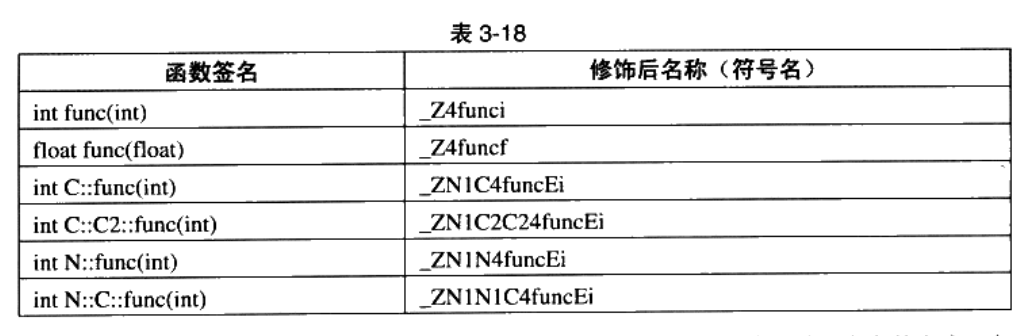 表 3-18
函数签名 修饰后名称（符号名）
int func(int) _Z4funci
float func(float) _Z4funcf
int C::func(int) _ZN1C4funcEi
int C::C2::func(int) _ZN1C2C24funcEi
int N::func(int) _ZN1N4funcEi
int N::C::func(int) _ZN1N1C4funcEi